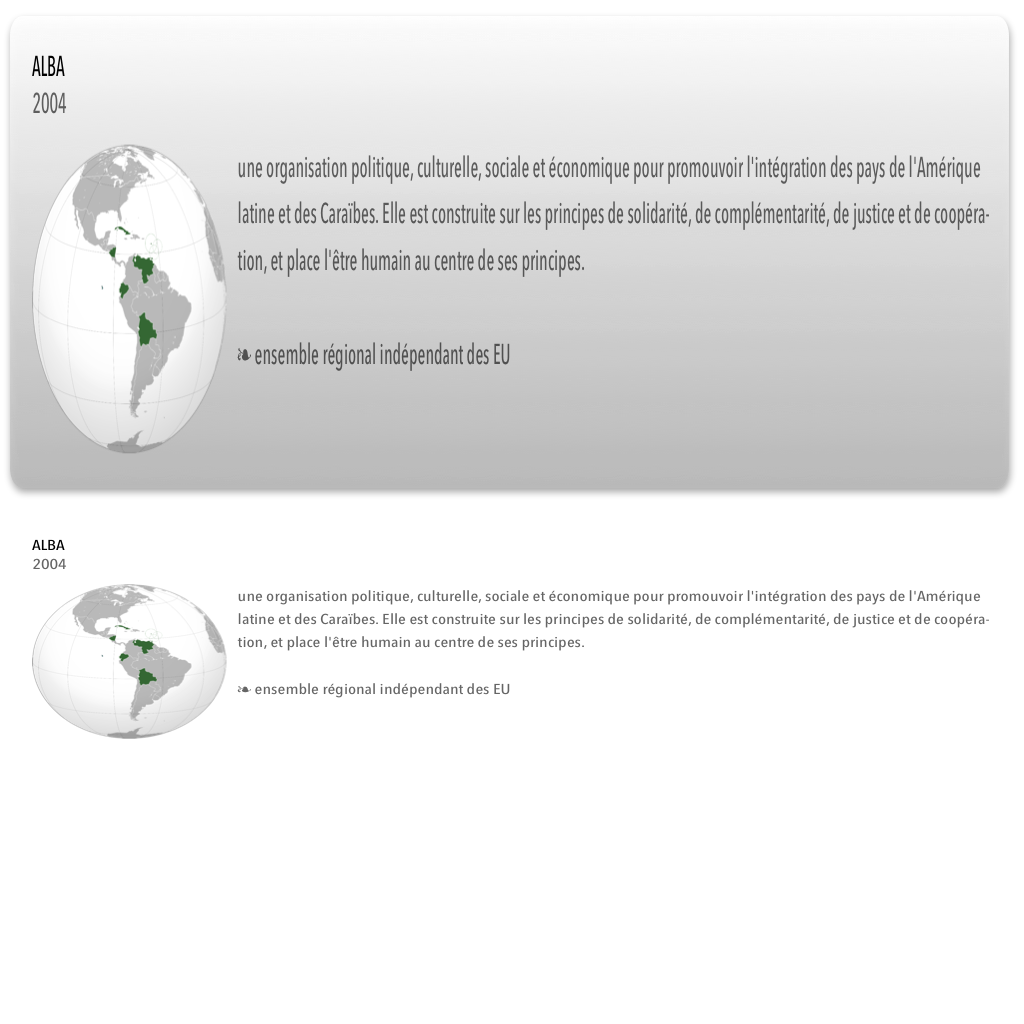 ALBA
2004
une organisation politique, culturelle, sociale et économique pour promouvoir l'intégration des pays de l'Amérique
latine et des Caraïbes. Elle est construite sur les principes de solidarité, de complémentarité, de justice et de coopéra-
tion, et place l'être humain au centre de ses principes.
❧ ensemble régional indépendant des EU
ALBA
2004
une organisation politique, culturelle, sociale et économique pour promouvoir l'intégration des pays de l'Amérique
latine et des Caraïbes. Elle est construite sur les principes de solidarité, de complémentarité, de justice et de coopéra-
tion, et place l'être humain au centre de ses principes.
❧ ensemble régional indépendant des EU